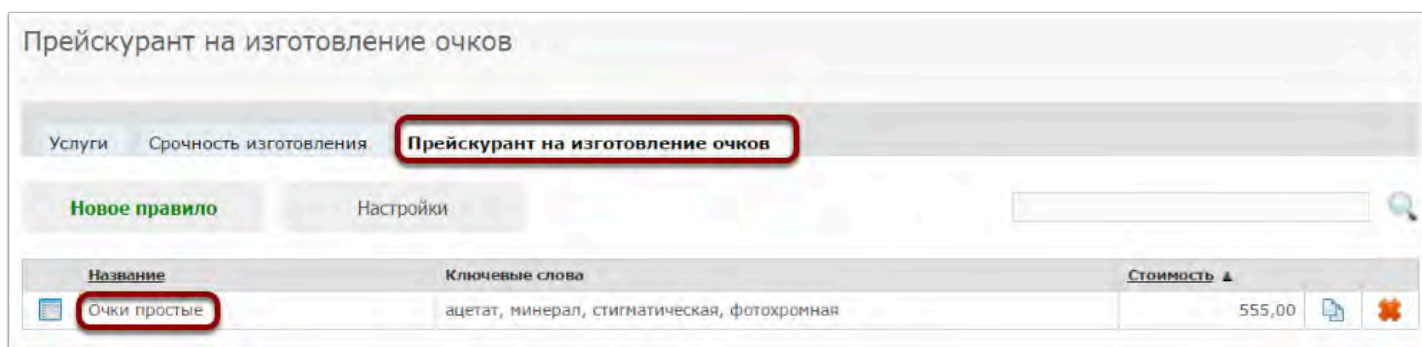 Прейскурант на изготовление очков
Услуги Срочность изготовления Прейскурант на изготовление очков
Новое правило Настройки
Название Ключевые слова Стоимость ▲
Очки простые ацетат, минерал, стигматическая, фотохромная 555,00